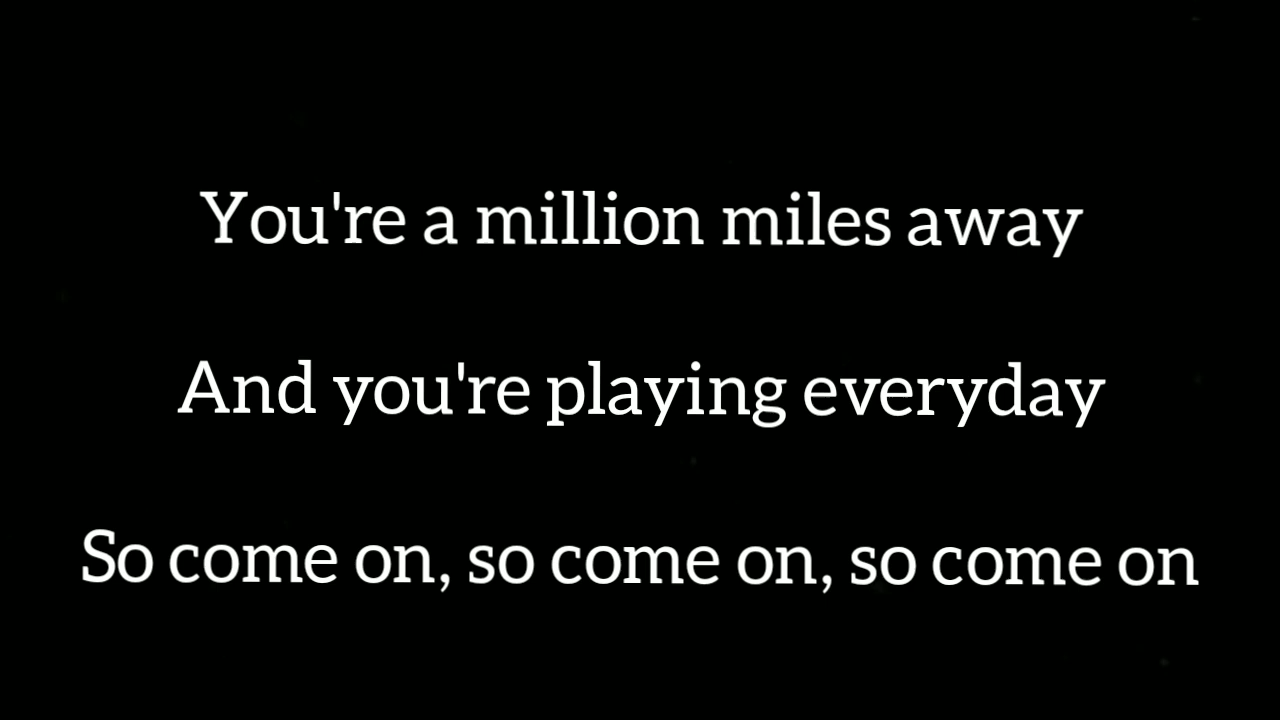 You're a million miles away
And you're playing everyday
So come on, so come on, so come on